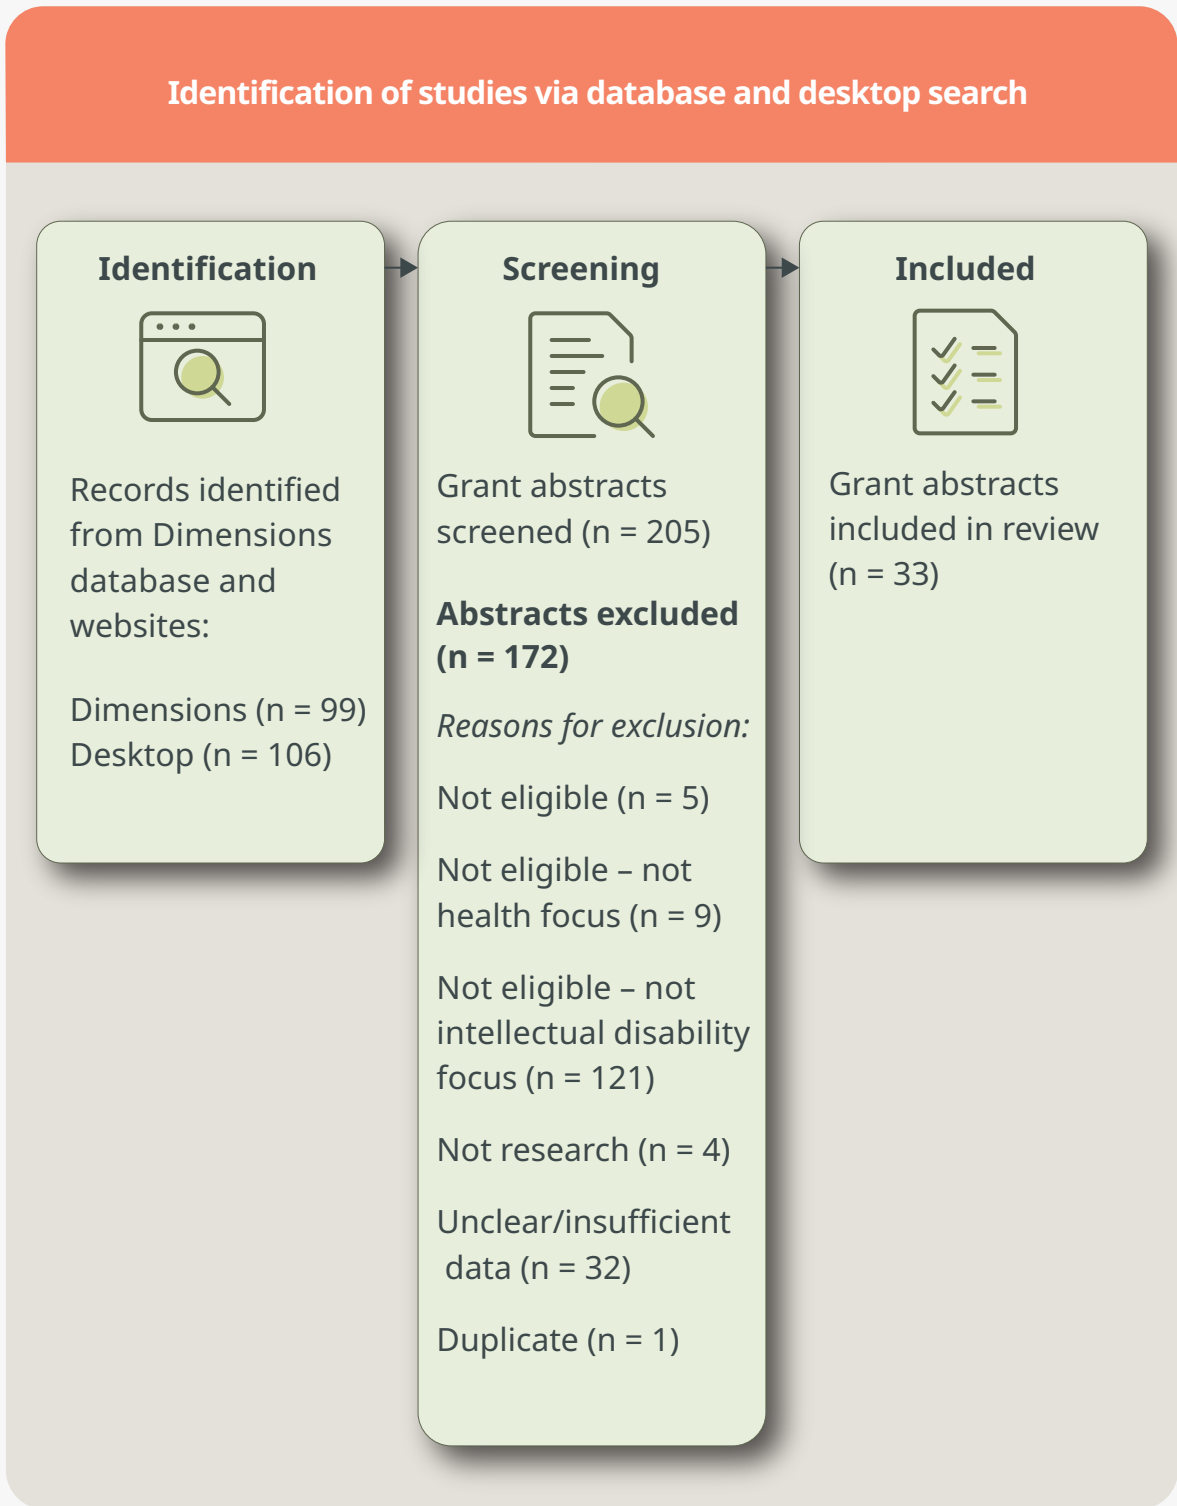 Identification of studies via database and desktop search
Identification
Records identified
from Dimensions
database and
websites:
Dimensions (n = 99)
Desktop (n = 106)
Screening
Grant abstracts
screened (n = 205)
Abstracts excluded
(n = 172)
Reasons for exclusion:
Not eligible (n = 5)
Not eligible – not
health focus (n = 9)
Not eligible – not
intellectual disability
focus (n = 121)
Not research (n = 4)
Unclear/insufficient
data (n = 32)
Duplicate (n = 1)
Included
Grant abstracts
included in review
(n = 33)